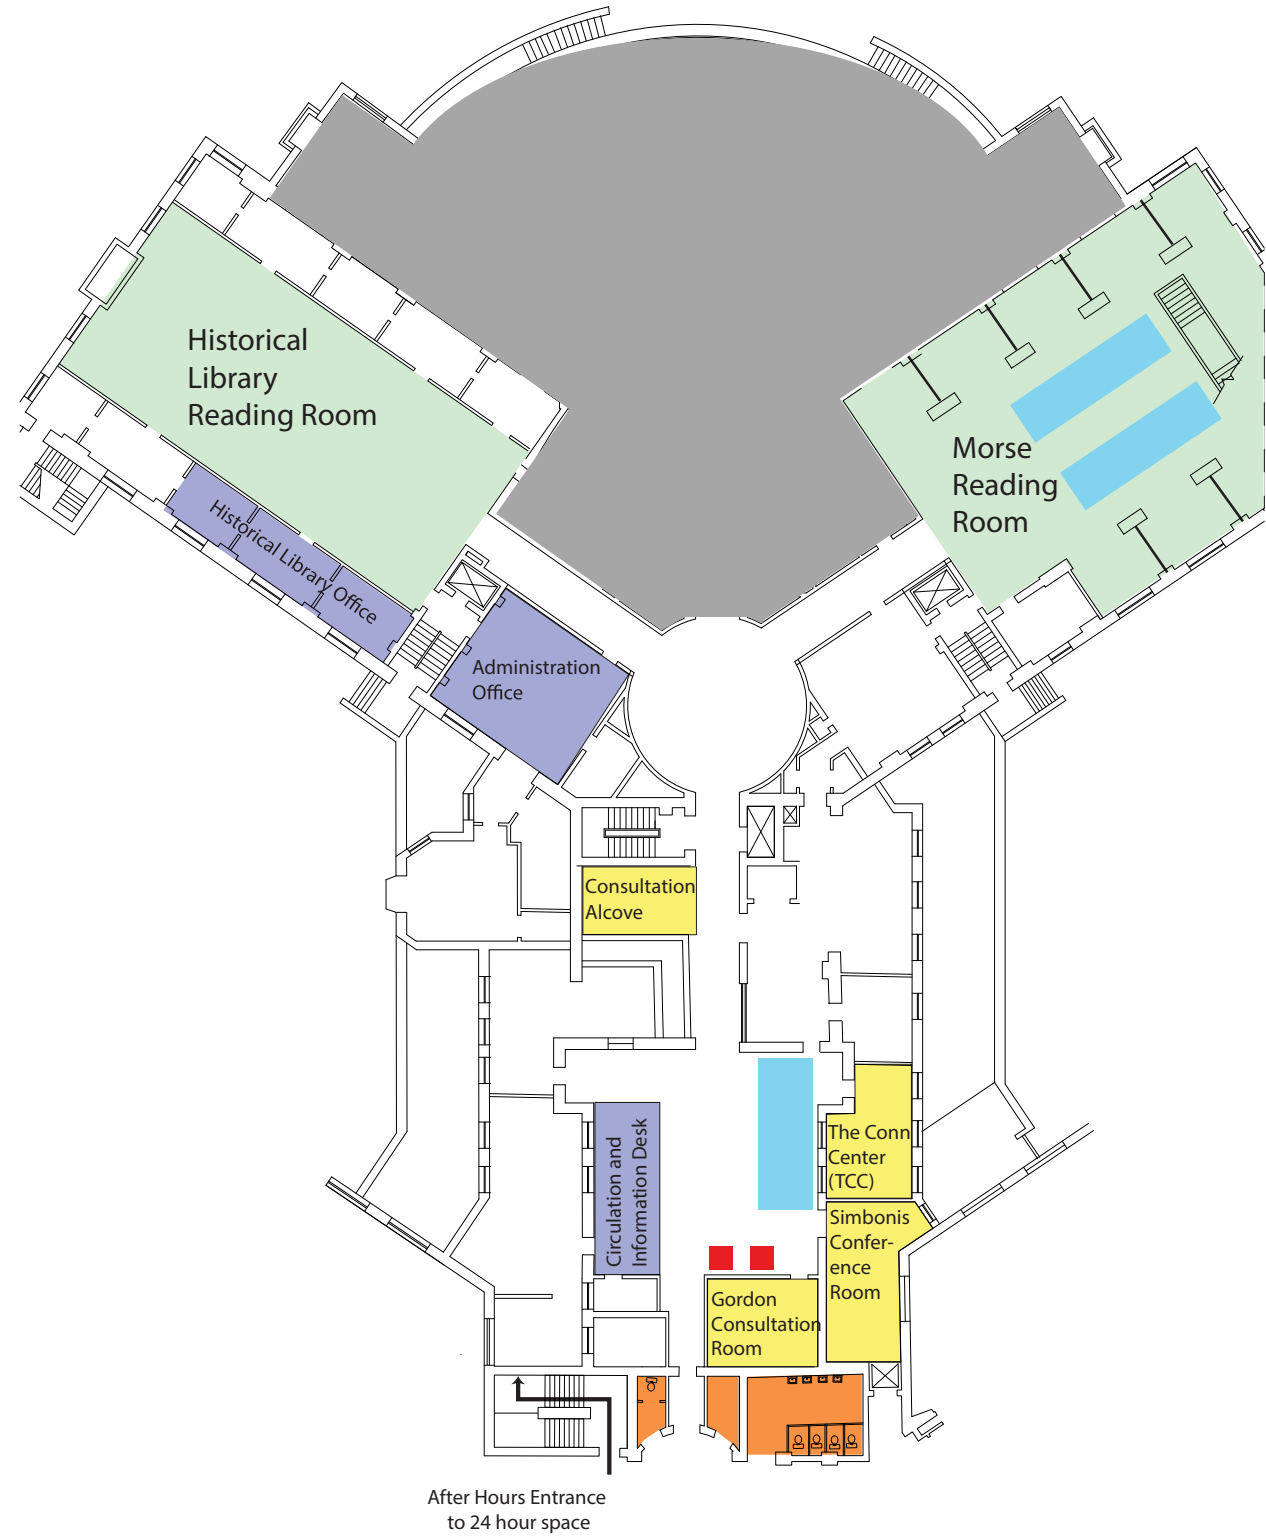 Historical
Library
Reading Room
Morse
Reading
Room
Historical Library Office
Administration
Office
Consultation
Alcove
Circulation and
Information Desk
The Conn
Center
(TCC)
Simbonis
Confer-
ence
Room
Gordon
Consultation
Room
After Hours Entrance
to 24 hour space